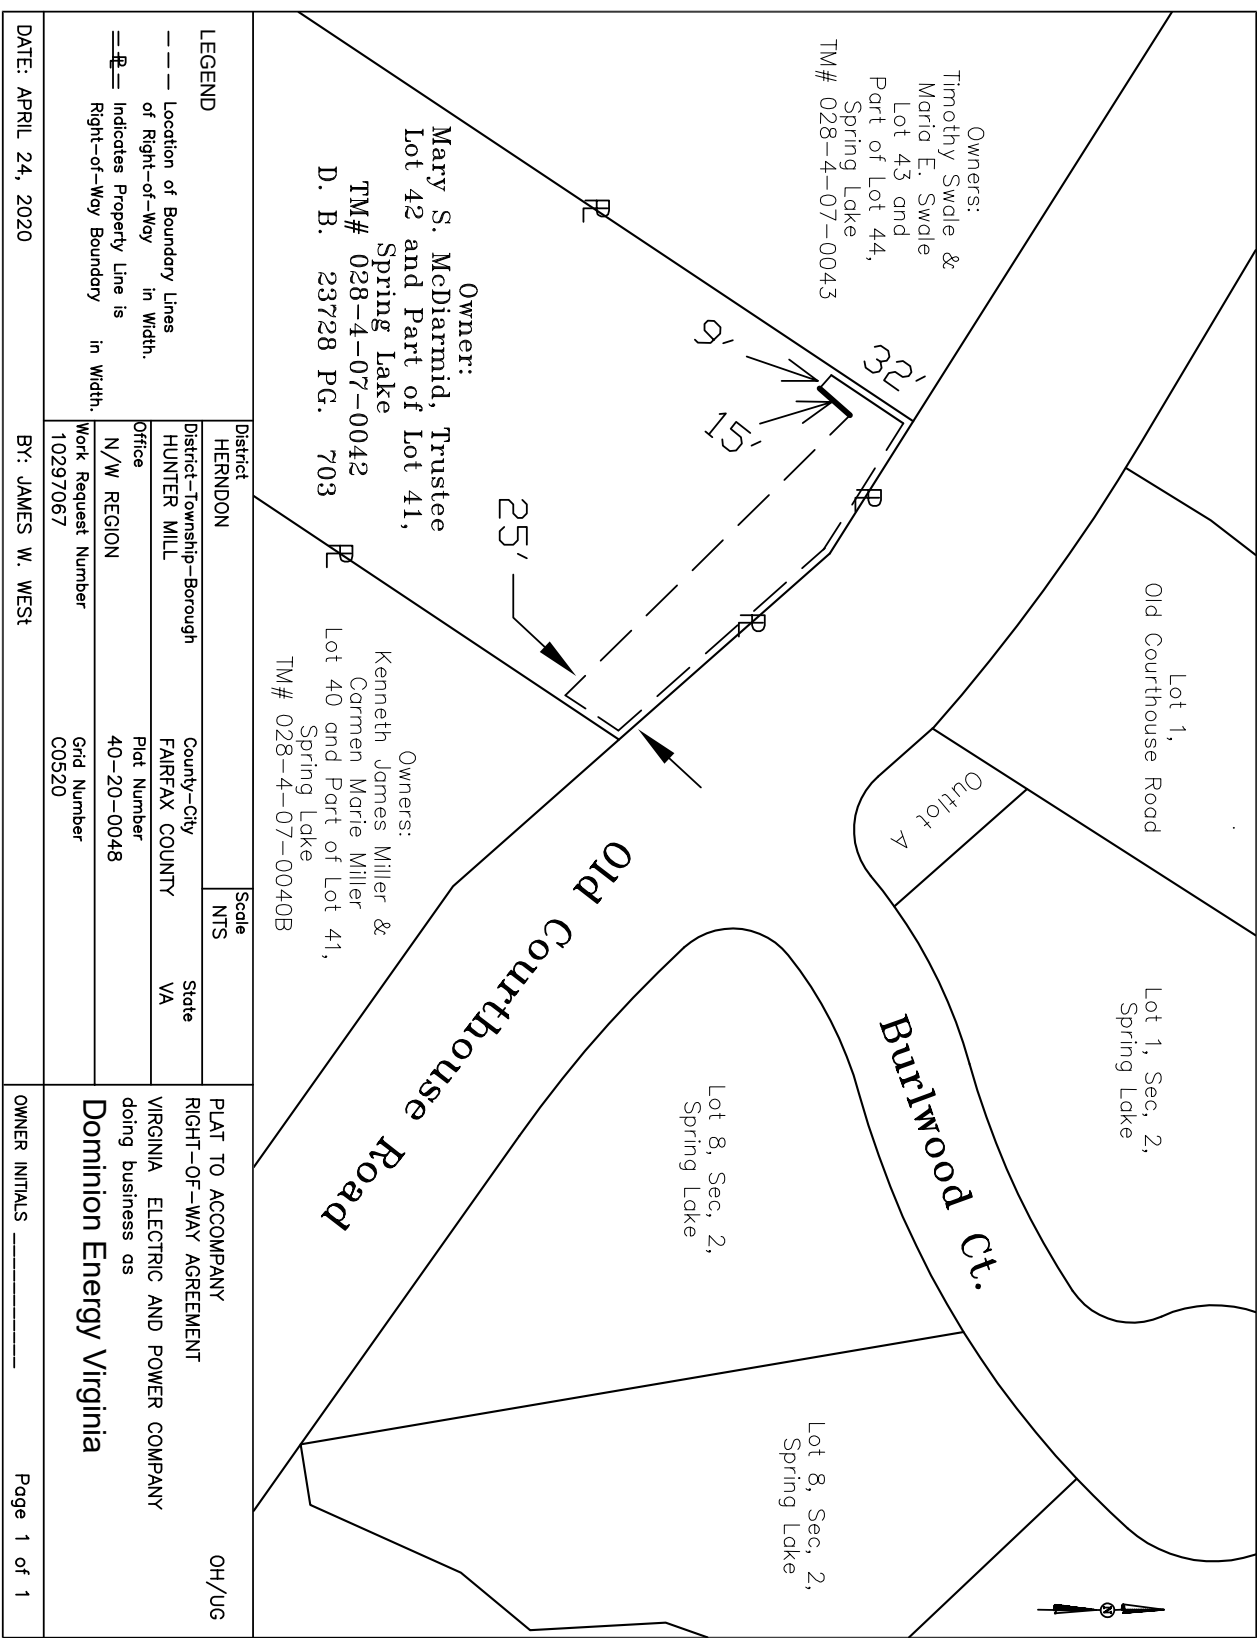 Owners:
Timothy Swale &
Maria E. Swale
Lot 43 and
Part of Lot 44,
Spring Lake
TM# 028-4-07-0043
32'
9'
15'
25'
PL
PL
PL
PL
Owner:
Mary S. McDiarmid, Trustee
Lot 42 and Part of Lot 41,
Spring Lake
TM# 028-4-07-0042
D. B. 23728 PG. 703
Owners:
Kenneth James Miller &
Carmen Marie Miller
Lot 40 and Part of Lot 41,
Spring Lake
TM# 028-4-07-0040B
Lot 1,
Old Courthouse Road
Outlot A
Lot 1, Sec, 2,
Spring Lake
Burlwood Ct.
Old Courthouse Road
Lot 8, Sec, 2,
Spring Lake
Lot 8, Sec, 2,
Spring Lake
N
LEGEND
Location of Boundary Lines
of Right-of-Way in Width.
PL Indicates Property Line is
Right-of-Way Boundary in Width.
District
HERNDON
Scale
NTS
District-Township-Borough
HUNTER MILL
County-City
FAIRFAX COUNTY
State
VA
Office
N/W REGION
Plat Number
40-20-0048
Work Request Number
10297067
Grid Number
C0520
OH/UG
PLAT TO ACCOMPANY
RIGHT-OF-WAY AGREEMENT
VIRGINIA ELECTRIC AND POWER COMPANY
doing business as
Dominion Energy Virginia
DATE: APRIL 24, 2020
BY: JAMES W. WESt
OWNER INITIALS __________
Page 1 of 1